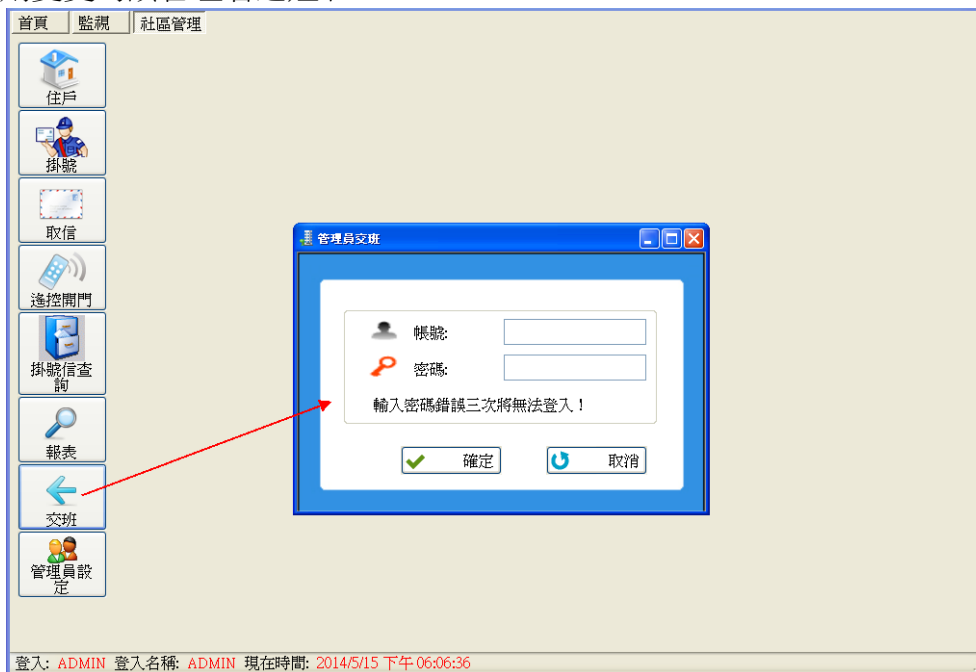 首頁 監視 社區管理
住戶
掛號
取信
遙控開門
掛號信查
詢
報表
交班
管理員設
定
管理員交班
帳號:
密碼:
輸入密碼錯誤三次將無法登入！
確定 取消
登入: ADMIN 登入名稱: ADMIN 現在時間: 2014/5/15 下午 06:06:36